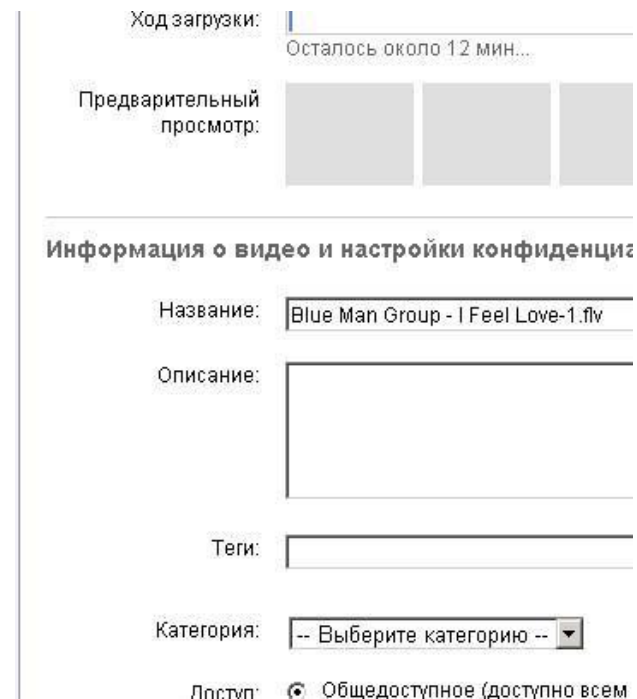 Ход загрузки:
Осталось около 12 мин...
Предварительный
просмотр:
Информация о видео и настройки
Название: Blue Man Group - I Feel Love-1.flv
Описание:
Теги:
Категория: -- Выберите категорию --
Доступ: Общедоступное (доступно всем